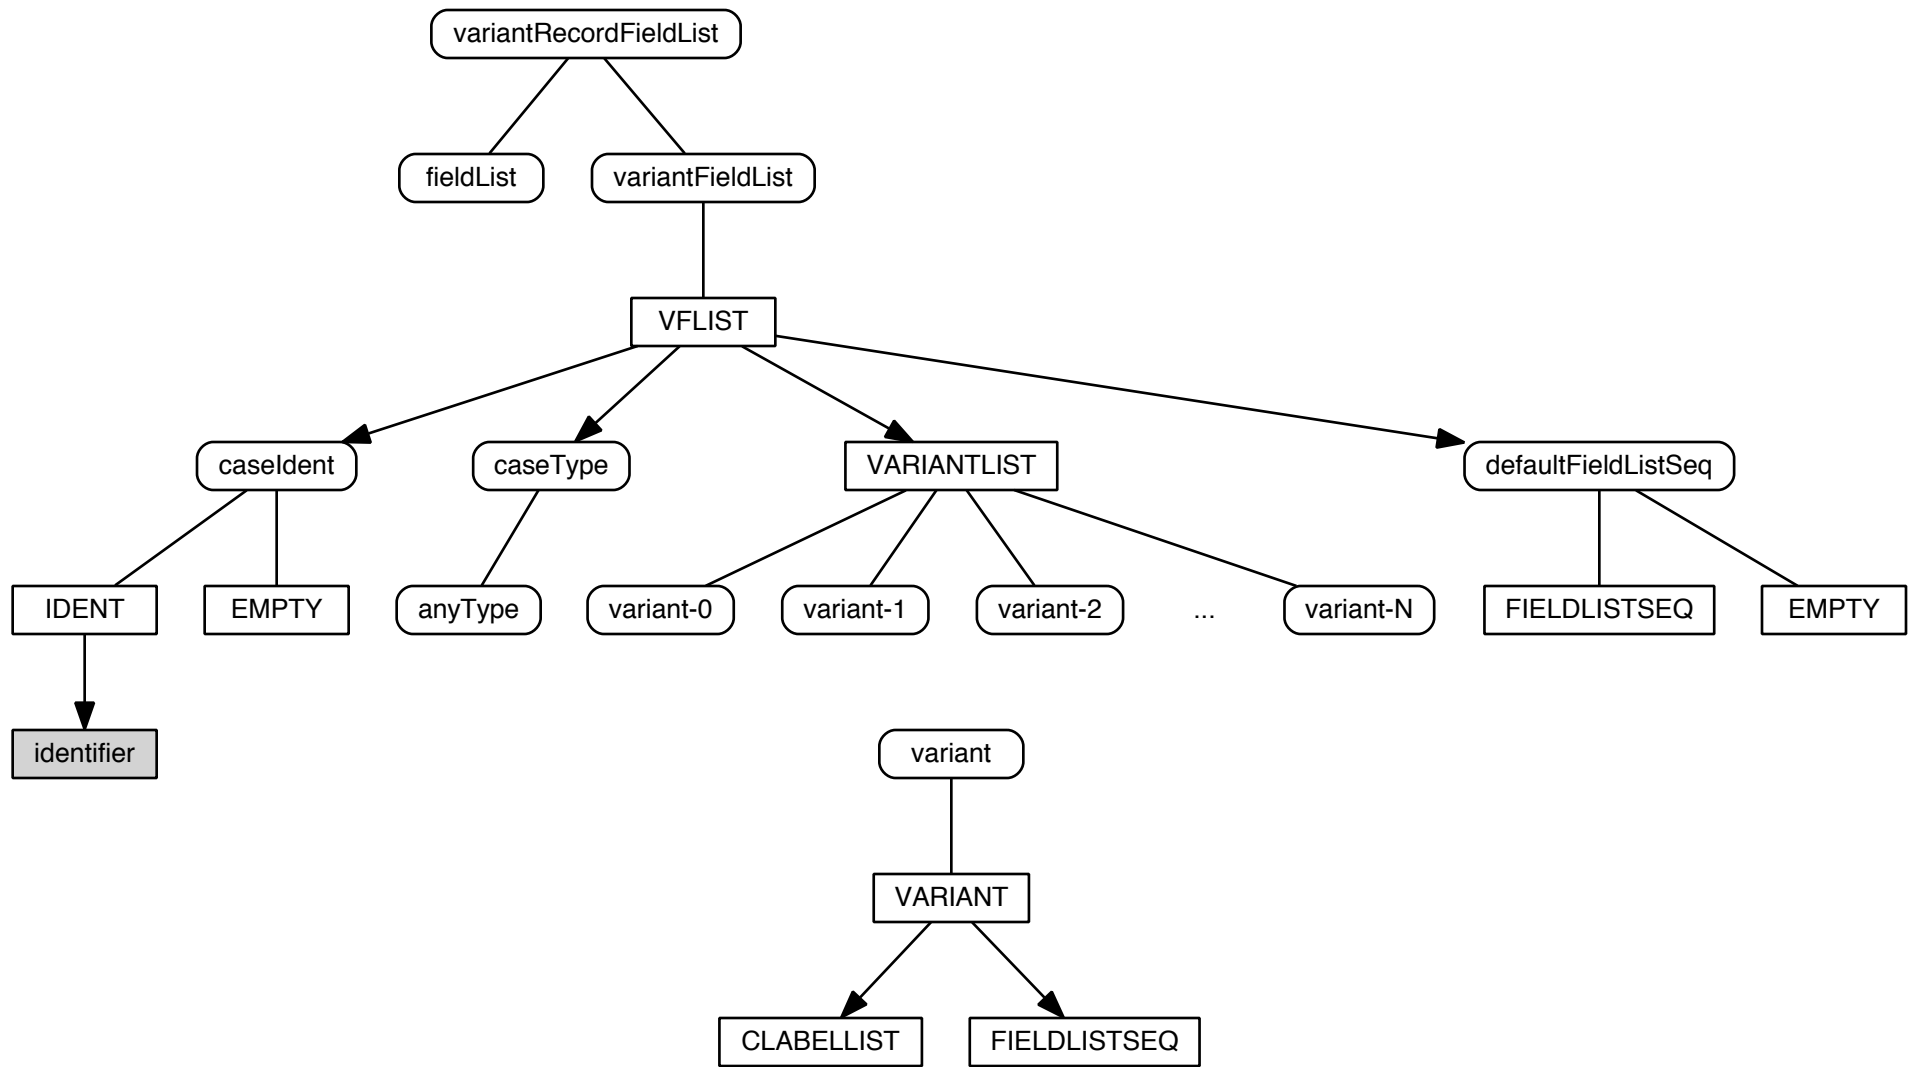 variantRecordFieldList
fieldList
variantFieldList
VFLIST
caseIdent
caseType
VARIANTLIST
defaultFieldListSeq
IDENT
EMPTY
anyType
variant-0
variant-1
variant-2
...
variant-N
FIELDLISTSEQ
EMPTY
identifier
variant
VARIANT
CLABELLIST
FIELDLISTSEQ